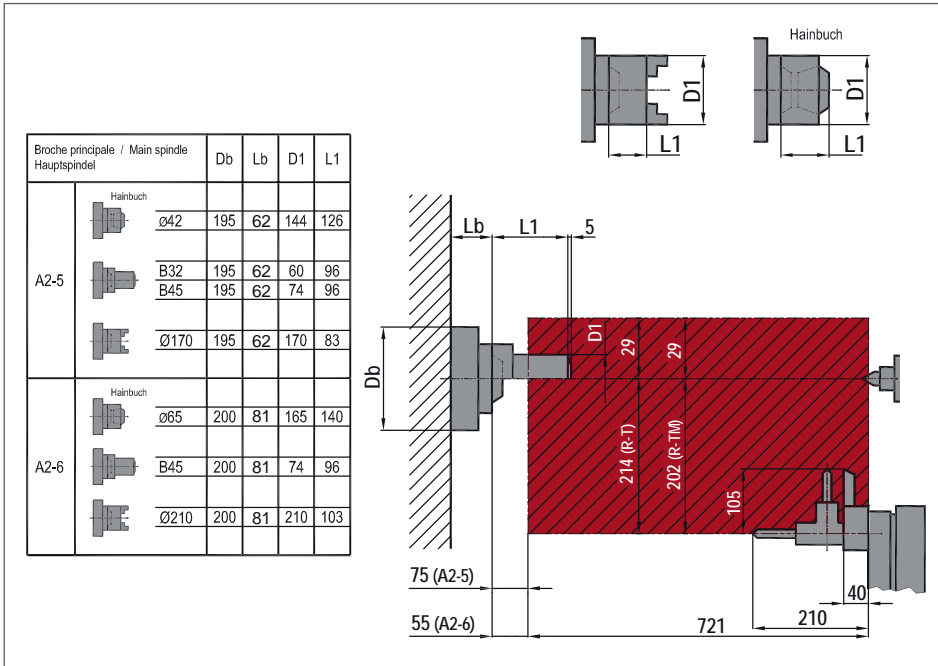 Hainbuch
D1
L1
D1
L1
Broche principale / Main spindle
Hauptspindel
Db Lb D1 L1
A2-5
Hainbuch
Ø42 195 62 144 126
B32 195 62 60 96
B45 195 62 74 96
Ø170 195 62 170 83
A2-6
Hainbuch
Ø65 200 81 165 140
B45 200 81 74 96
Ø210 200 81 210 103
Lb L1 5
Db
D1
29
29
214 (R-T)
202 (R-TM)
105
75 (A2-5)
40
55 (A2-6)
210
721